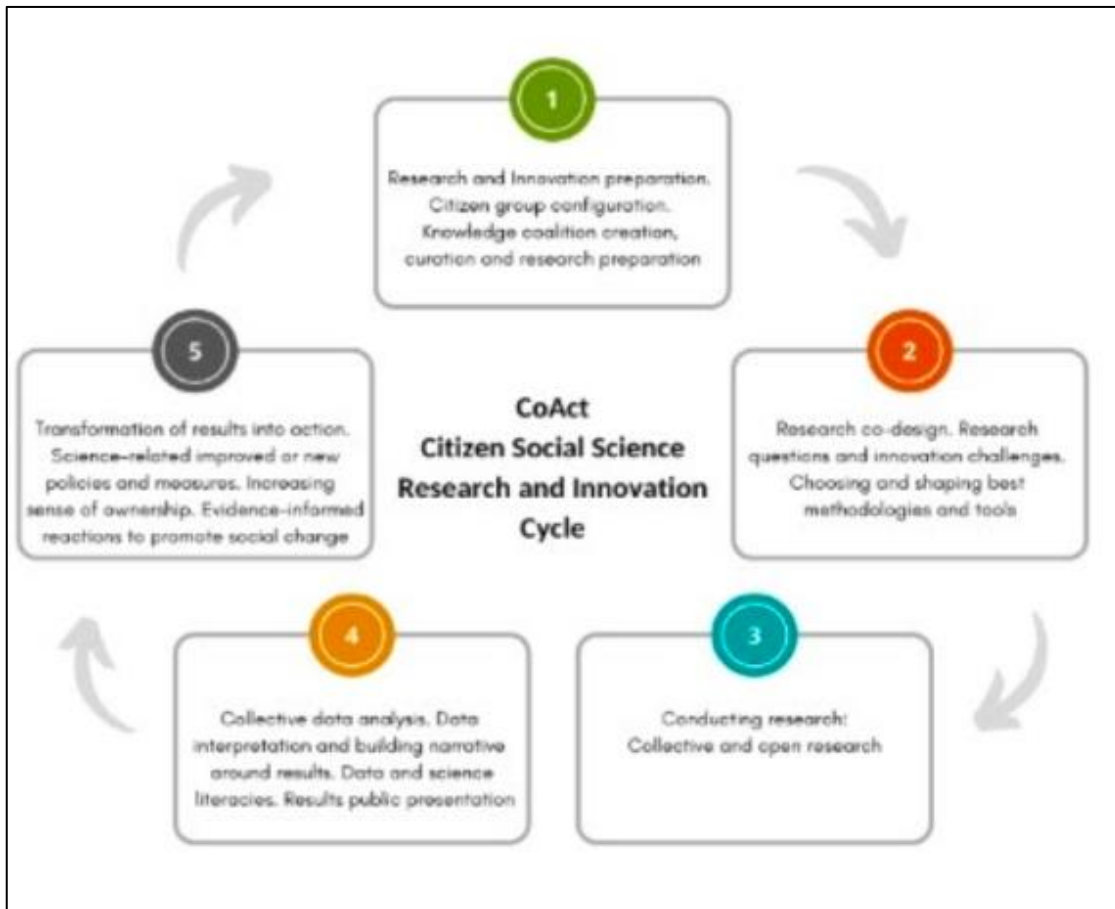 1
Research and Innovation preparation.
Citizen group configuration.
Knowledge coalition creation,
curation and research preparation
2
Research co-design. Research
questions and innovation challenges.
Choosing and shaping best
methodologies and tools
3
Conducting research:
Collective and open research
4
Collective data analysis. Data
interpretation and building narrative
around results. Data and science
literacies. Results public presentation
5
Transformation of results into action.
Science-related improved or new
policies and measures. Increasing
sense of ownership. Evidence-informed
reactions to promote social change
CoAct
Citizen Social Science
Research and Innovation
Cycle